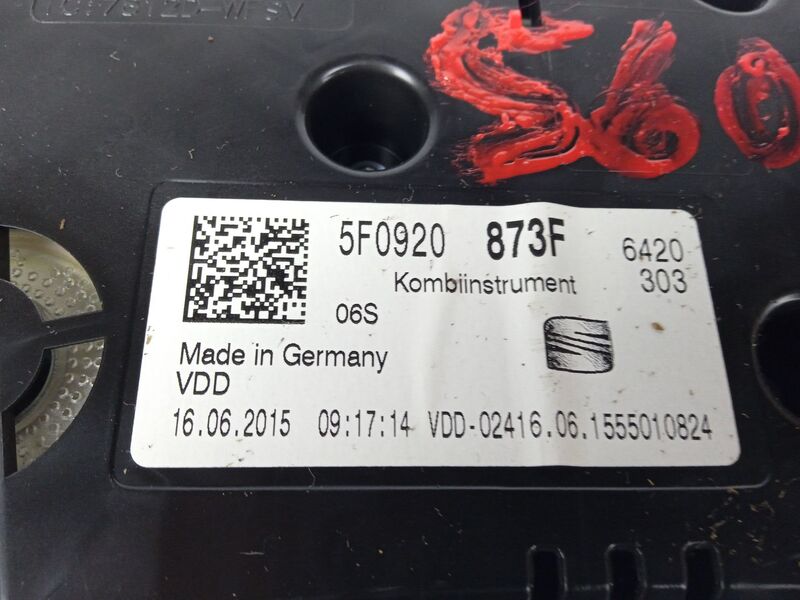 560
5F0920 873F 6420
Kombiinstrument 303
06S
Made in Germany
VDD
16.06.2015 09:17:14 VDD-02416.06.1555010824